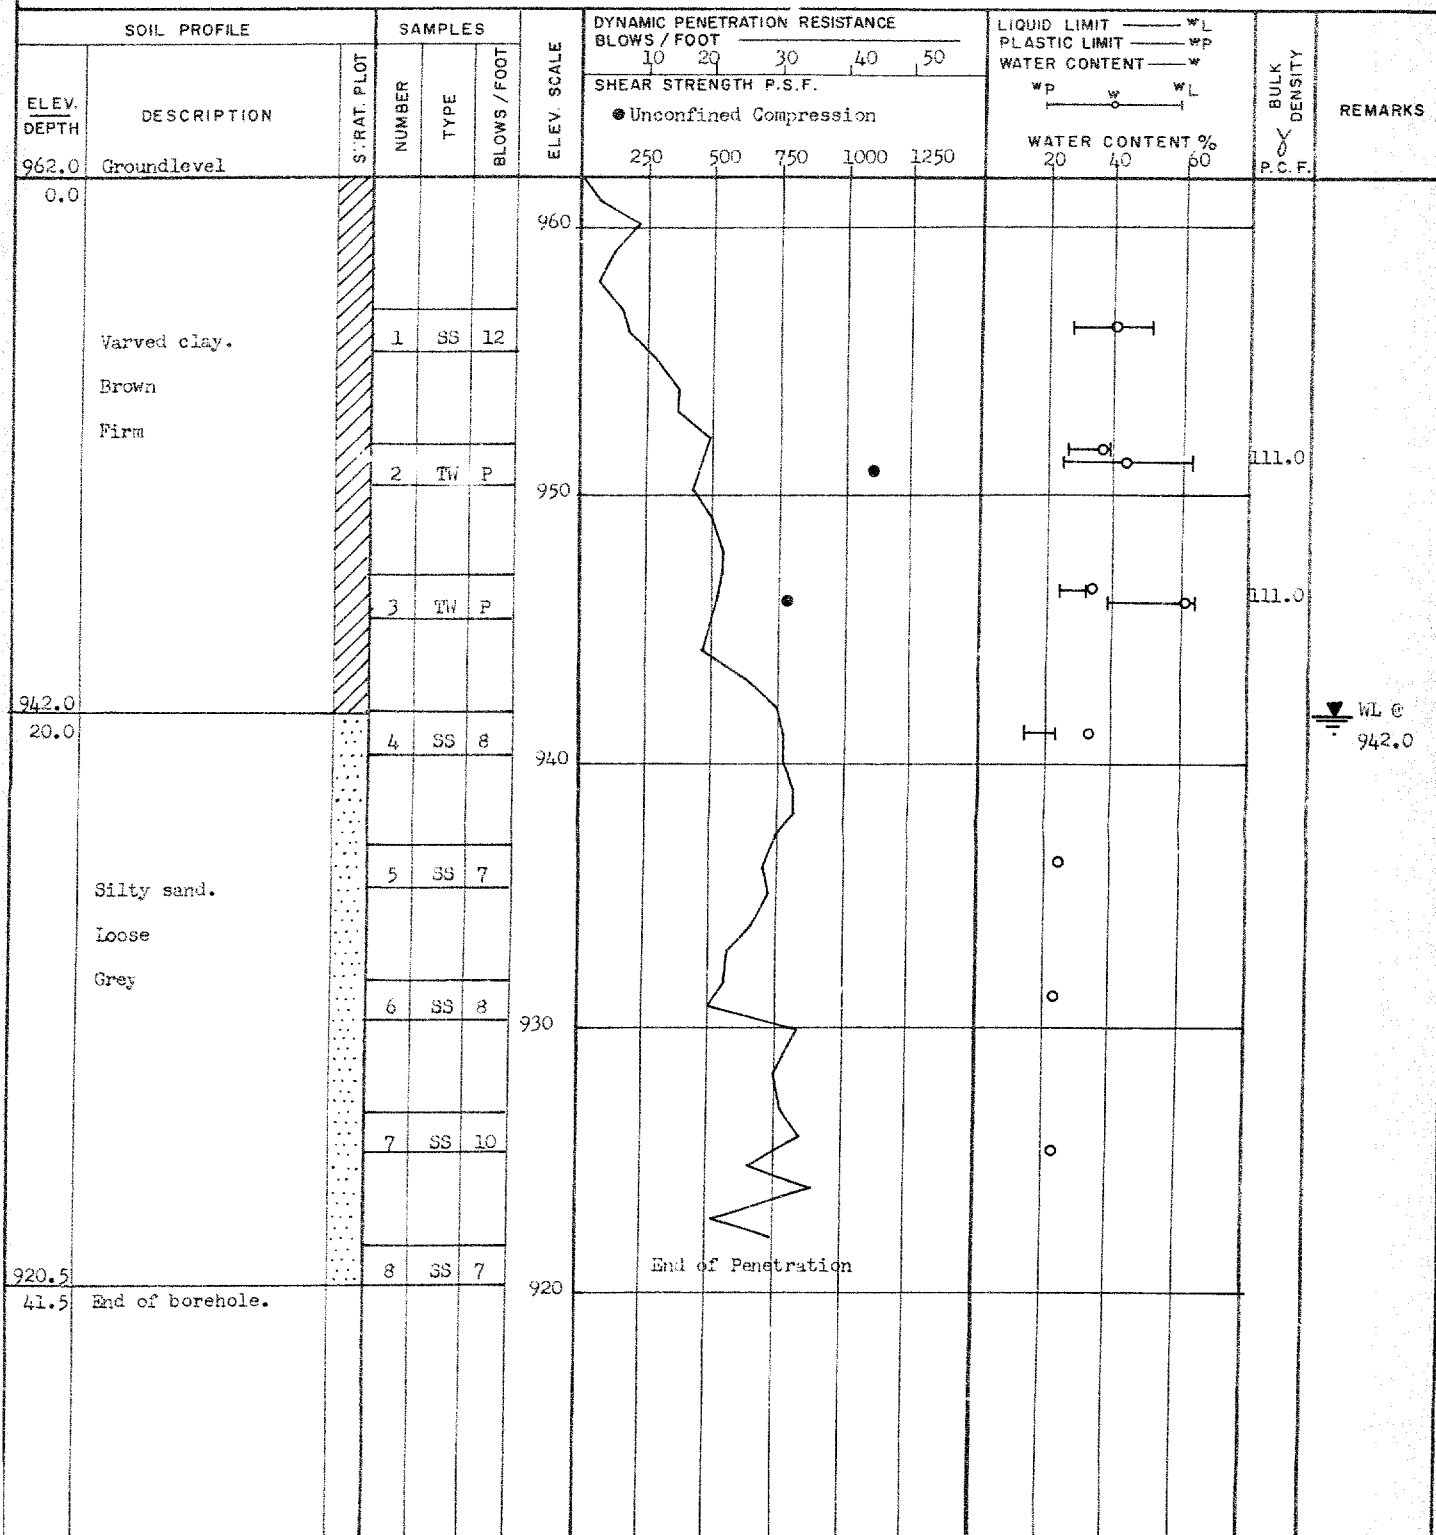 SOIL PROFILE
SAMPLES
ELEV. SCALE
DYNAMIC PENETRATION RESISTANCE
BLOWS / FOOT
10 20 30 40 50
SHEAR STRENGTH P.S.F.
● Unconfined Compression
250 500 750 1000 1250
LIQUID LIMIT ——— wL
PLASTIC LIMIT ——— wP
WATER CONTENT —— w
wP w wL
WATER CONTENT %
20 40 60
BULK DENSITY
γ
P.C.F.
REMARKS
ELEV.
DEPTH
DESCRIPTION
STRAT. PLOT
NUMBER
TYPE
BLOWS / FOOT
962.0 Groundlevel
0.0
960
Varved clay.
1 SS 12
Brown
Firm
2 TW P
111.0
950
3 TW P
111.0
942.0
20.0
WL @
942.0
4 SS 8
940
5 SS 7
Silty sand.
Loose
Grey
6 SS 8
930
7 SS 10
End of Penetration
8 SS 7
920.5
920
41.5 End of borehole.